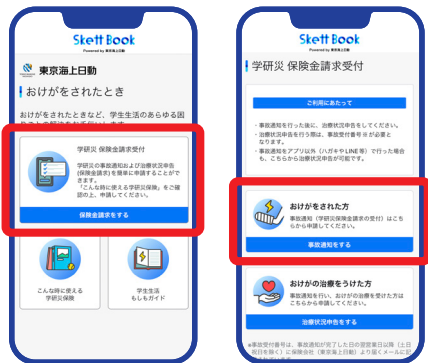 Skett Book
Powered by 東京海上日動
東京海上日動
おけがをされたとき
おけがをされたときなど、学生生活のあらゆる困
学研災 保険金請求受付
学研災の事故通知および治療状況申告
(保険金請求) を簡単に申請することがで
きます。
「こんな時に使える学研災保険」をご確
認の上、申請してください。
保険金請求をする
こんな時に使える
学研災保険
学生生活
もしもガイド
Skett Book
Powered by 東京海上日動
学研災 保険金請求受付
ご利用にあたって
・事故通知を行った後に、治療状況申告をしてください。
・治療状況申告を行う際は、事故受付番号※が必要と
なります。
・事故通知をアプリ以外(ハガキやLINE等)で行った場合
も、こちらから治療状況申告が可能です。
おけがをされた方
事故通知(学研災保険金請求の受付)はこち
らから申請してください。
事故通知をする
おけがの治療をうけた方
事故通知を行い、おけがの治療を受けた方は
こちらから申請してください。
治療状況申告をする
※事故受付番号は、事故通知が完了した日の翌営業日以降(土日
祝日を除く)に保険会社(東京海上日動)より届くメールに記